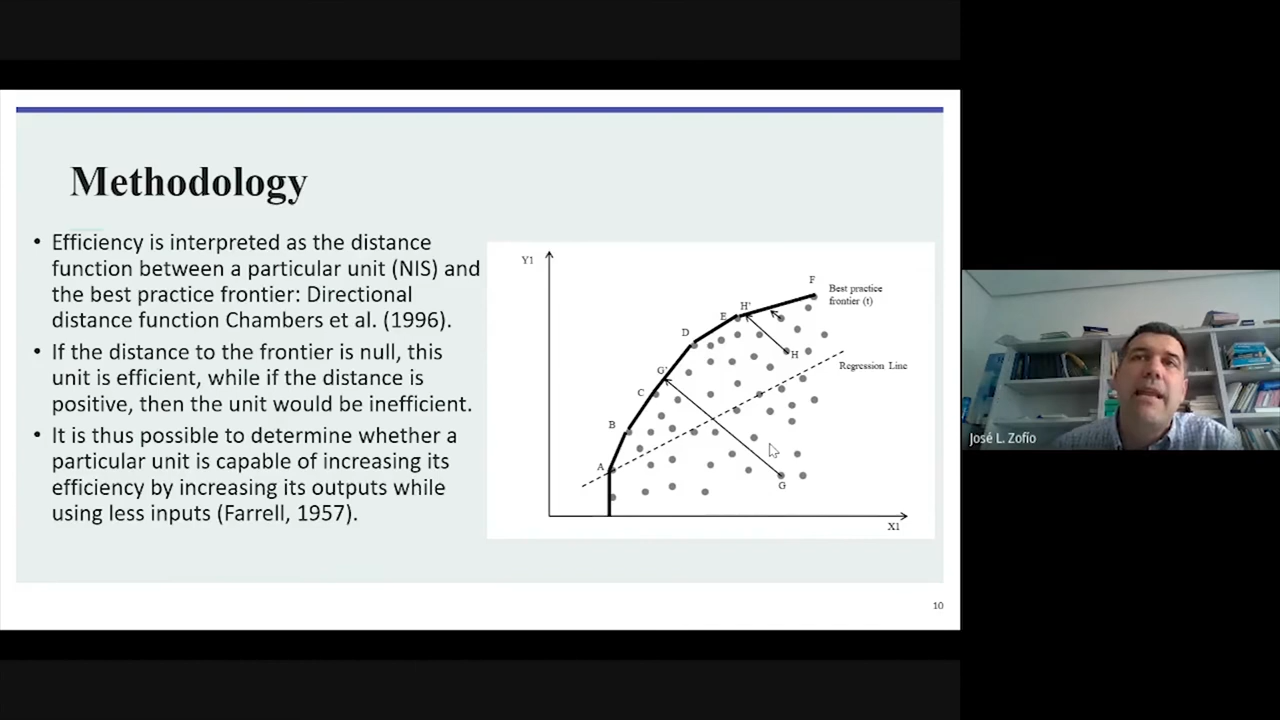 Methodology
• Efficiency is interpreted as the distance
function between a particular unit (NIS) and
the best practice frontier: Directional
distance function Chambers et al. (1996).
• If the distance to the frontier is null, this
unit is efficient, while if the distance is
positive, then the unit would be inefficient.
• It is thus possible to determine whether a
particular unit is capable of increasing its
efficiency by increasing its outputs while
using less inputs (Farrell, 1957).
Y1
F
Best practice
frontier (t)
H'
E
D
H
Regression Line
G'
C
B
A
G
X1
10
José L. Zofío